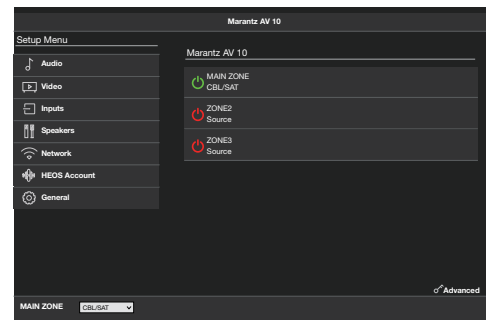 Marantz AV 10
Setup Menu
Audio
Video
Inputs
Speakers
Network
HEOS Account
General
Marantz AV 10
MAIN ZONE
CBL/SAT
ZONE2
Source
ZONE3
Source
Advanced
MAIN ZONE
CBL/SAT